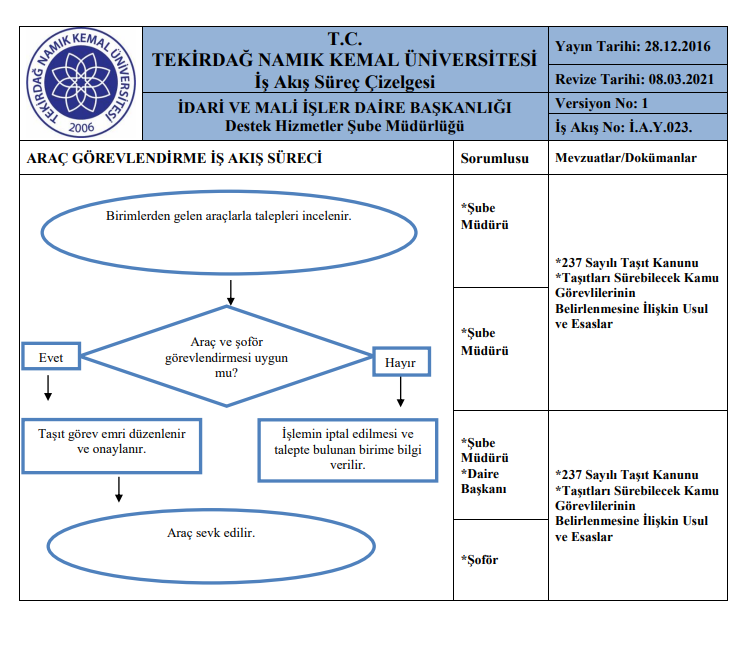 TEKİRDAĞ NAMIK KEMAL ÜNİVERSİTESİ
2006
T.C.
TEKİRDAĞ NAMIK KEMAL ÜNİVERSİTESİ
İş Akış Süreç Çizelgesi
İDARİ VE MALİ İŞLER DAİRE BAŞKANLIĞI
Destek Hizmetler Şube Müdürlüğü
Yayın Tarihi: 28.12.2016
Revize Tarihi: 08.03.2021
Versiyon No: 1
İş Akış No: İ.A.Y.023.
ARAÇ GÖREVLENDİRME İŞ AKIŞ SÜRECİ
Sorumlusu
Mevzuatlar/Dokümanlar
Birimlerden gelen araçlarla talepleri incelenir.
*Şube
Müdürü
*237 Sayılı Taşıt Kanunu
*Taşıtları Sürebilecek Kamu
Görevlilerinin
Belirlenmesine İlişkin Usul
ve Esaslar
Araç ve şoför
görevlendirmesi uygun
mu?
Evet
Hayır
*Şube
Müdürü
Taşıt görev emri düzenlenir
ve onaylanır.
İşlemin iptal edilmesi ve
talepte bulunan birime bilgi
verilir.
*Şube
Müdürü
*Daire
Başkanı
*237 Sayılı Taşıt Kanunu
*Taşıtları Sürebilecek Kamu
Görevlilerinin
Belirlenmesine İlişkin Usul
ve Esaslar
Araç sevk edilir.
*Şoför